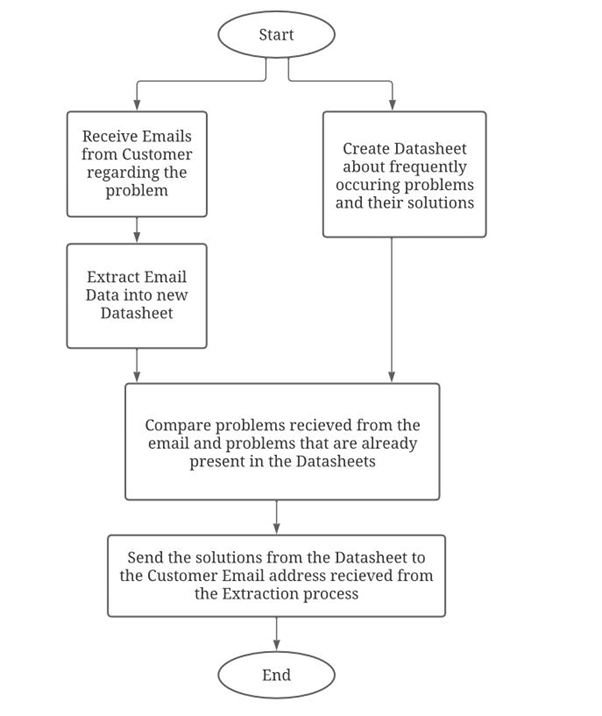 Start
Receive Emails
from Customer
regarding the
problem
Create Datasheet
about frequently
occuring problems
and their solutions
Extract Email
Data into new
Datasheet
Compare problems recieved from the
email and problems that are already
present in the Datasheets
Send the solutions from the Datasheet to
the Customer Email address recieved from
the Extraction process
End